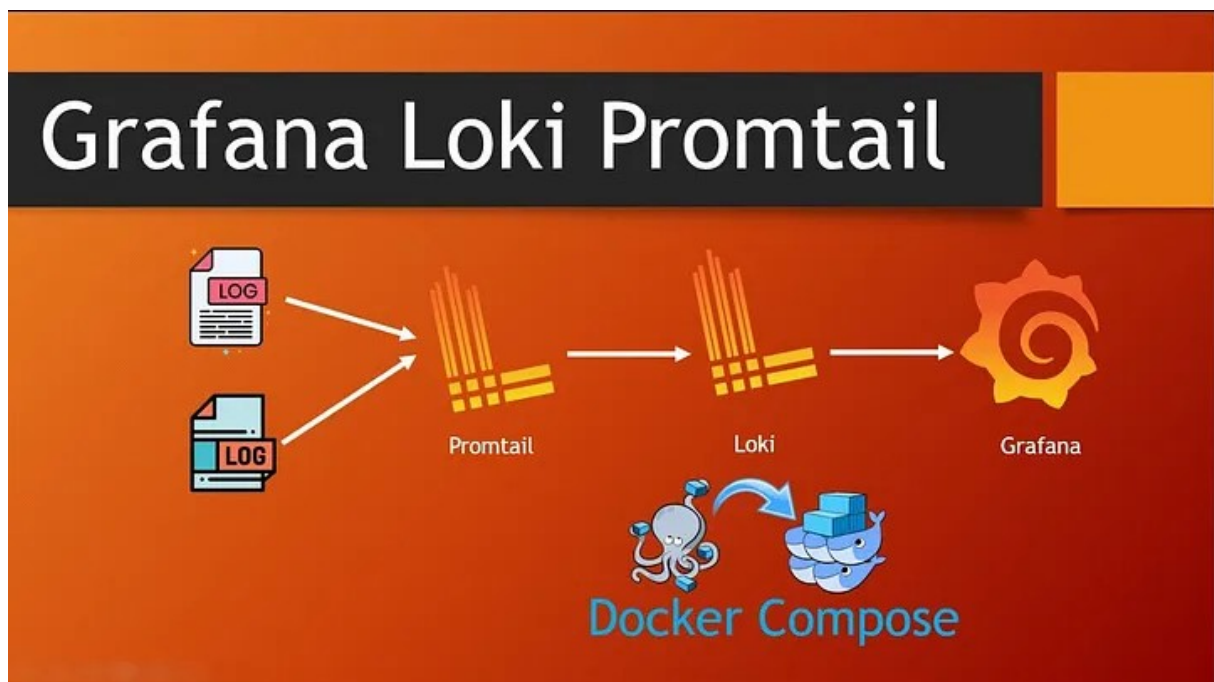 Grafana Loki Promtail
LOG
LOG
Promtail
Loki
Grafana
Docker Compose